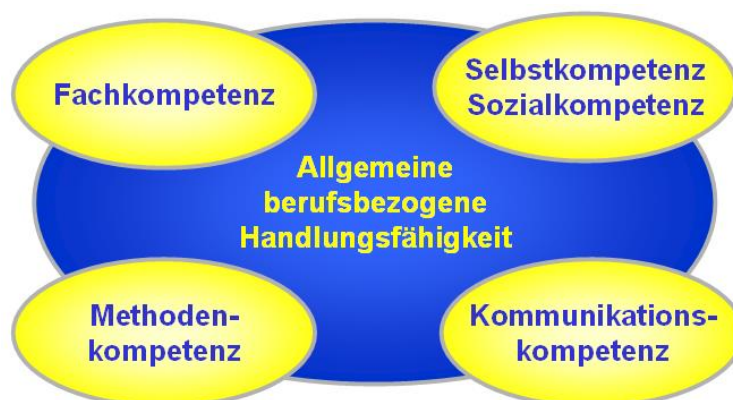 Fachkompetenz
Selbstkompetenz
Sozialkompetenz
Allgemeine
berufsbezogene
Handlungsfähigkeit
Methoden-
kompetenz
Kommunikations-
kompetenz